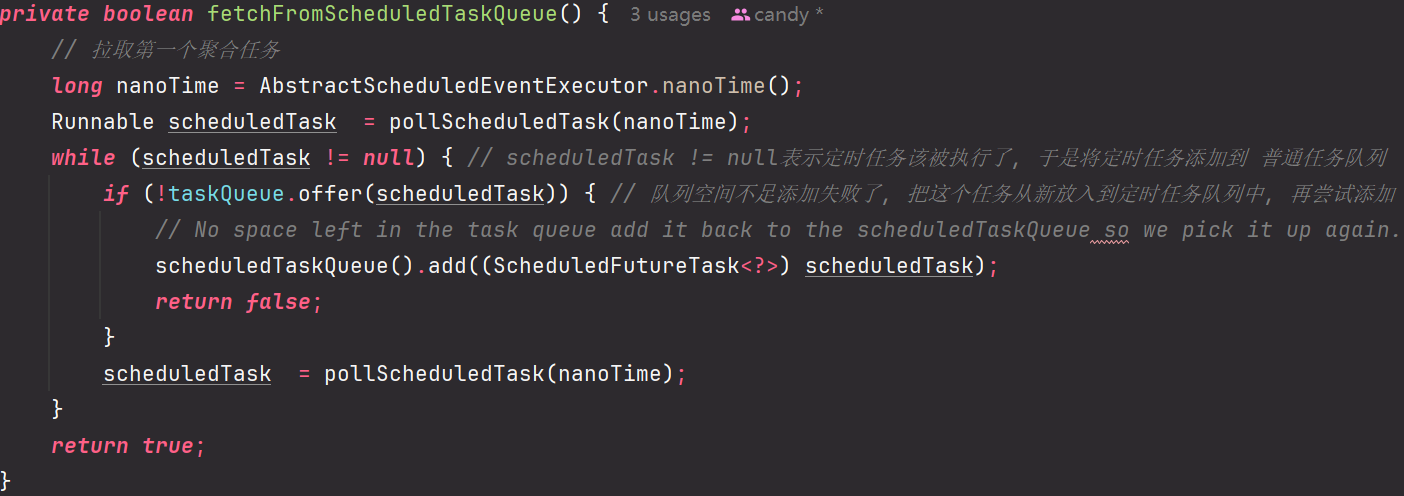 private boolean fetchFromScheduledTaskQueue() { 3 usages candy *
// 拉取第一个聚合任务
long nanoTime = AbstractScheduledEventExecutor.nanoTime();
Runnable scheduledTask  = pollScheduledTask(nanoTime);
while (scheduledTask != null) { // scheduledTask != null表示定时任务该被执行了, 于是将定时任务添加到 普通任务队列
if (!taskQueue.offer(scheduledTask)) { // 队列空间不足添加失败了, 把这个任务从新放入到定时任务队列中, 再尝试添加
// No space left in the task queue add it back to the scheduledTaskQueue so we pick it up again.
scheduledTaskQueue().add((ScheduledFutureTask<?>) scheduledTask);
return false;
}
scheduledTask  = pollScheduledTask(nanoTime);
}
return true;
}